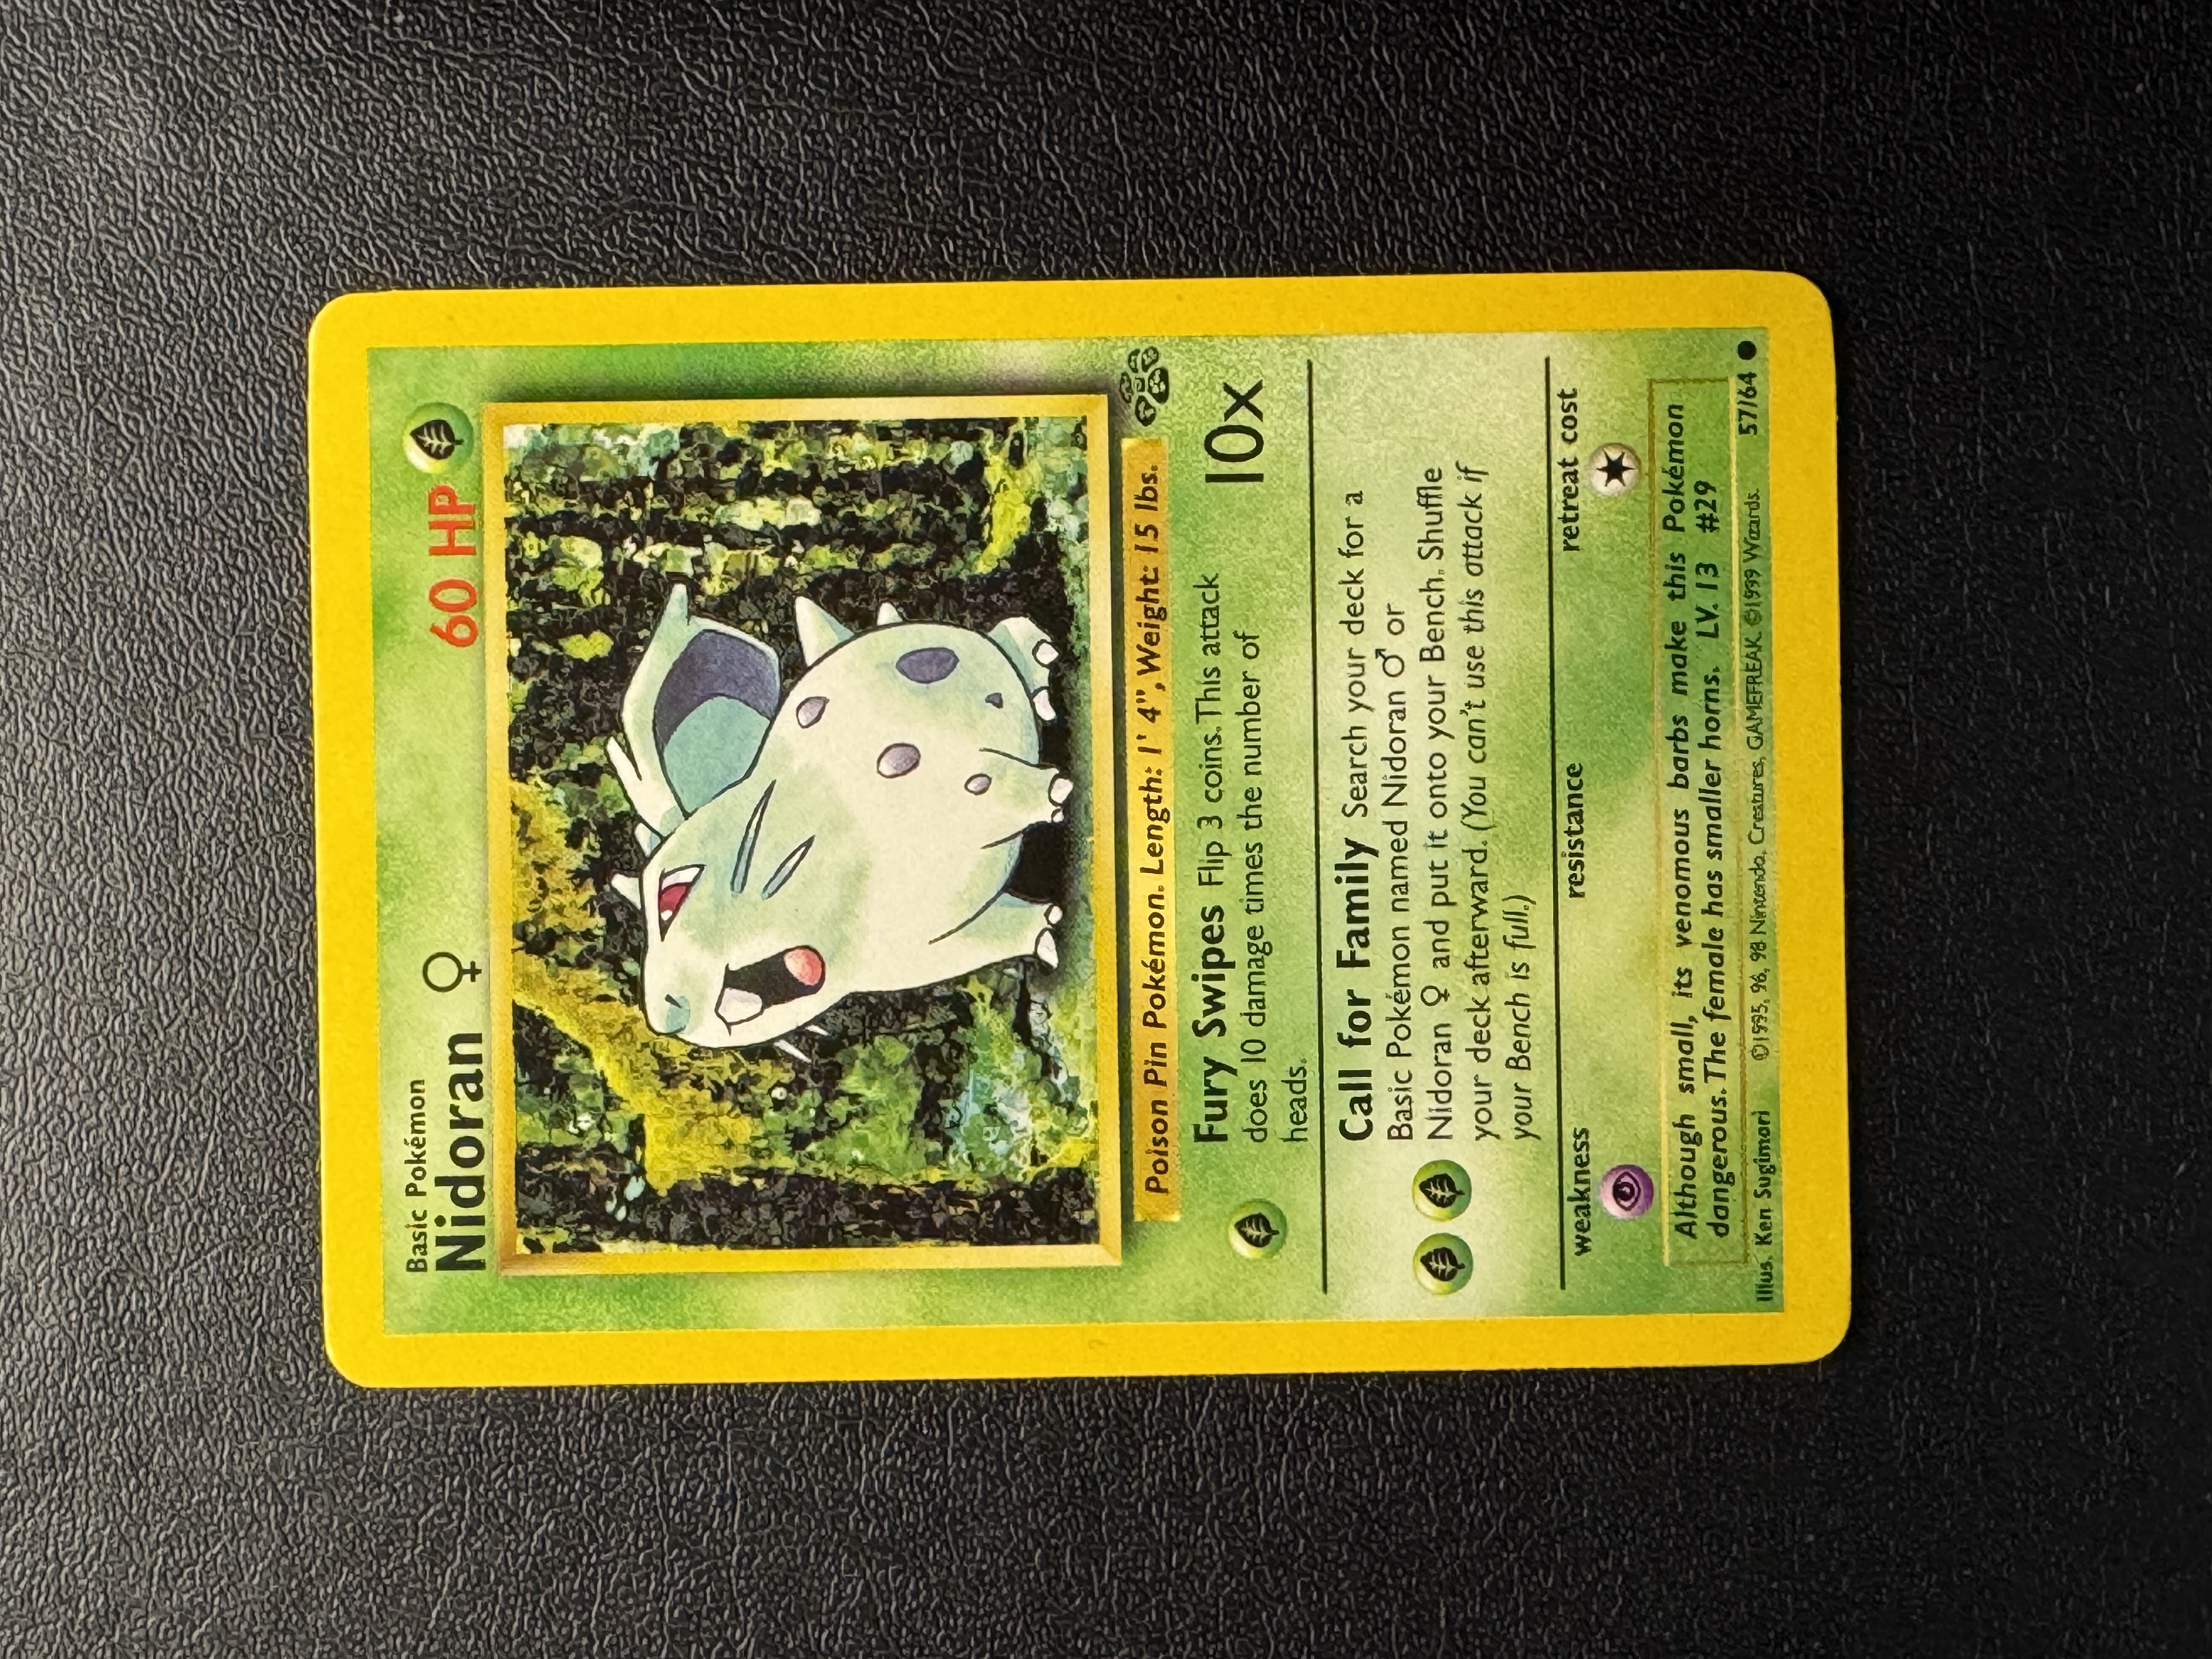 Basic Pokémon
Nidoran ♀ 60 HP
Poison Pin Pokémon. Length: 1' 4", Weight: 15 lbs.
Fury Swipes Flip 3 coins. This attack
does 10 damage times the number of
heads.
10x
Call for Family Search your deck for a
Basic Pokémon named Nidoran ♂ or
Nidoran ♀ and put it onto your Bench. Shuffle
your deck afterward. (You can't use this attack if
your Bench is full.)
weakness resistance retreat cost
Although small, its venomous barbs make this Pokémon
dangerous. The female has smaller horns. LV. 13 #29
Illus. Ken Sugimori ©1995, 96, 98 Nintendo, Creatures, GAMEFREAK. ©1999 Wizards. 57/64